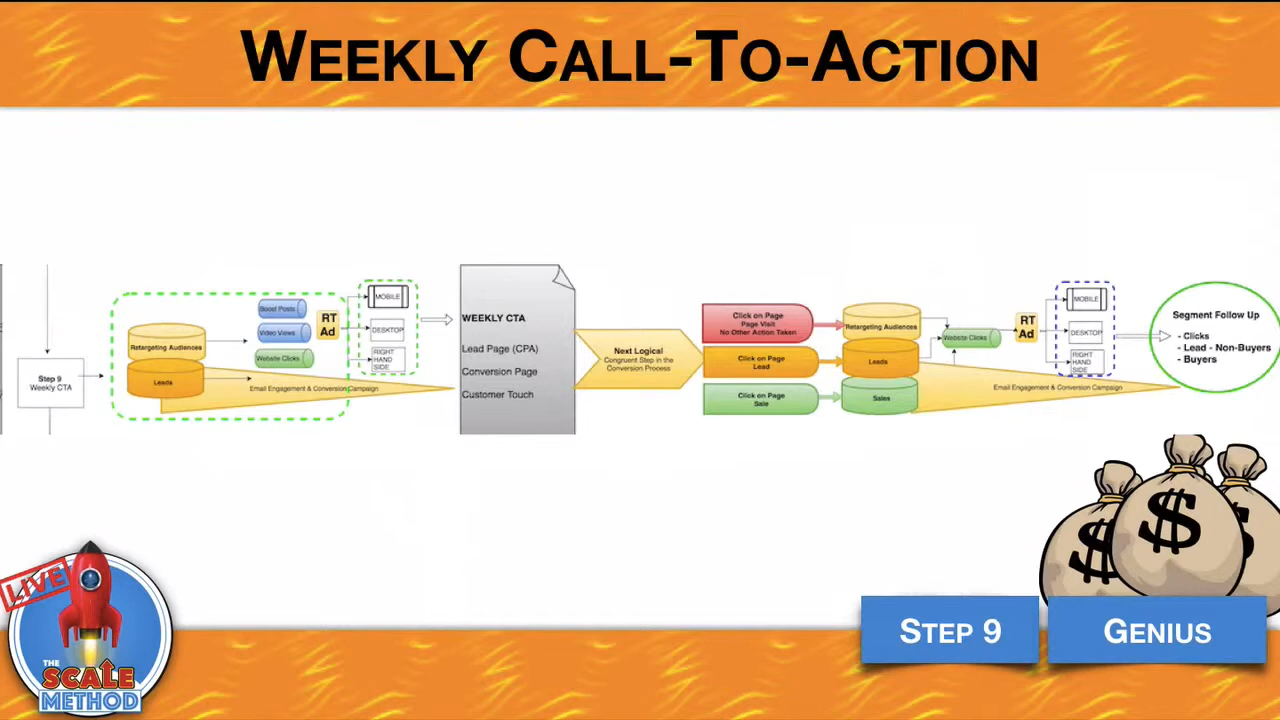 WEEKLY CALL-TO-ACTION
Step 9
Weekly CTA
Retargeting Audiences
Leads
Boost Posts
Video Views
Website Clicks
RT
Ad
Email Engagement & Conversion Campaign
MOBILE
DESKTOP
RIGHT
HAND
SIDE
WEEKLY CTA
Lead Page (CPA)
Conversion Page
Customer Touch
Next Logical
Congruent Step in the
Conversion Process
Click on Page
Page Visit
No Other Action Taken
Click on Page
Lead
Click on Page
Sale
Retargeting Audiences
Leads
Sales
Website Clicks
RT
Ad
Email Engagement & Conversion Campaign
MOBILE
DESKTOP
RIGHT
HAND
SIDE
Segment Follow Up
- Clicks
- Lead - Non-Buyers
- Buyers
$ $ $
LIVE
THE
SCALE
METHOD
STEP 9
GENIUS